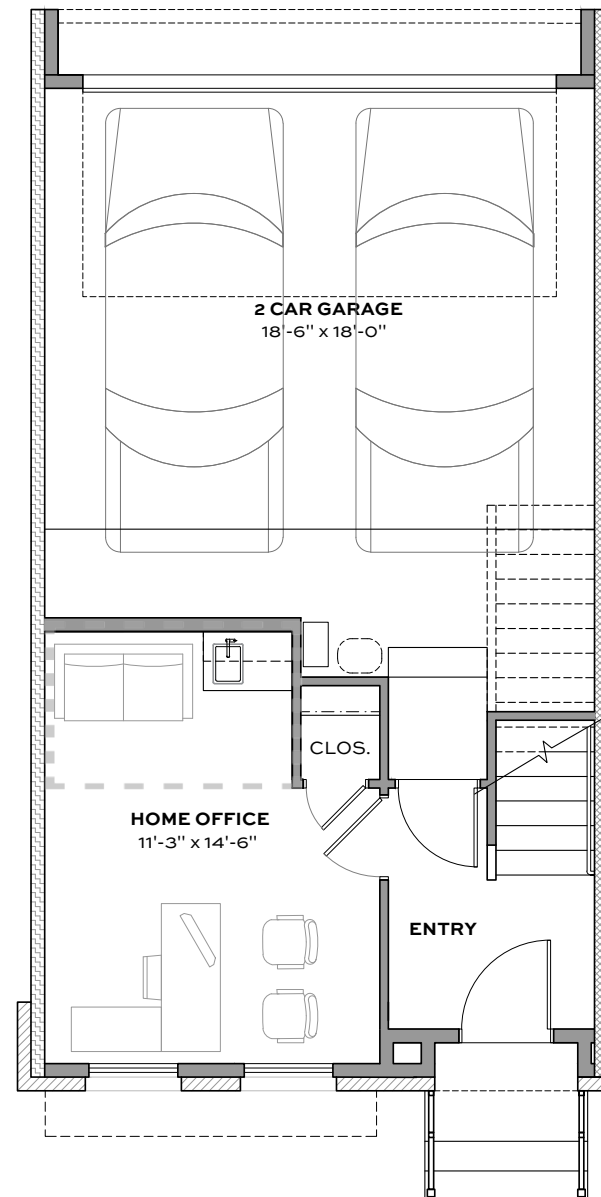 2 CAR GARAGE
18'-6" x 18'-0"
CLOS.
HOME OFFICE
11'-3" x 14'-6"
ENTRY